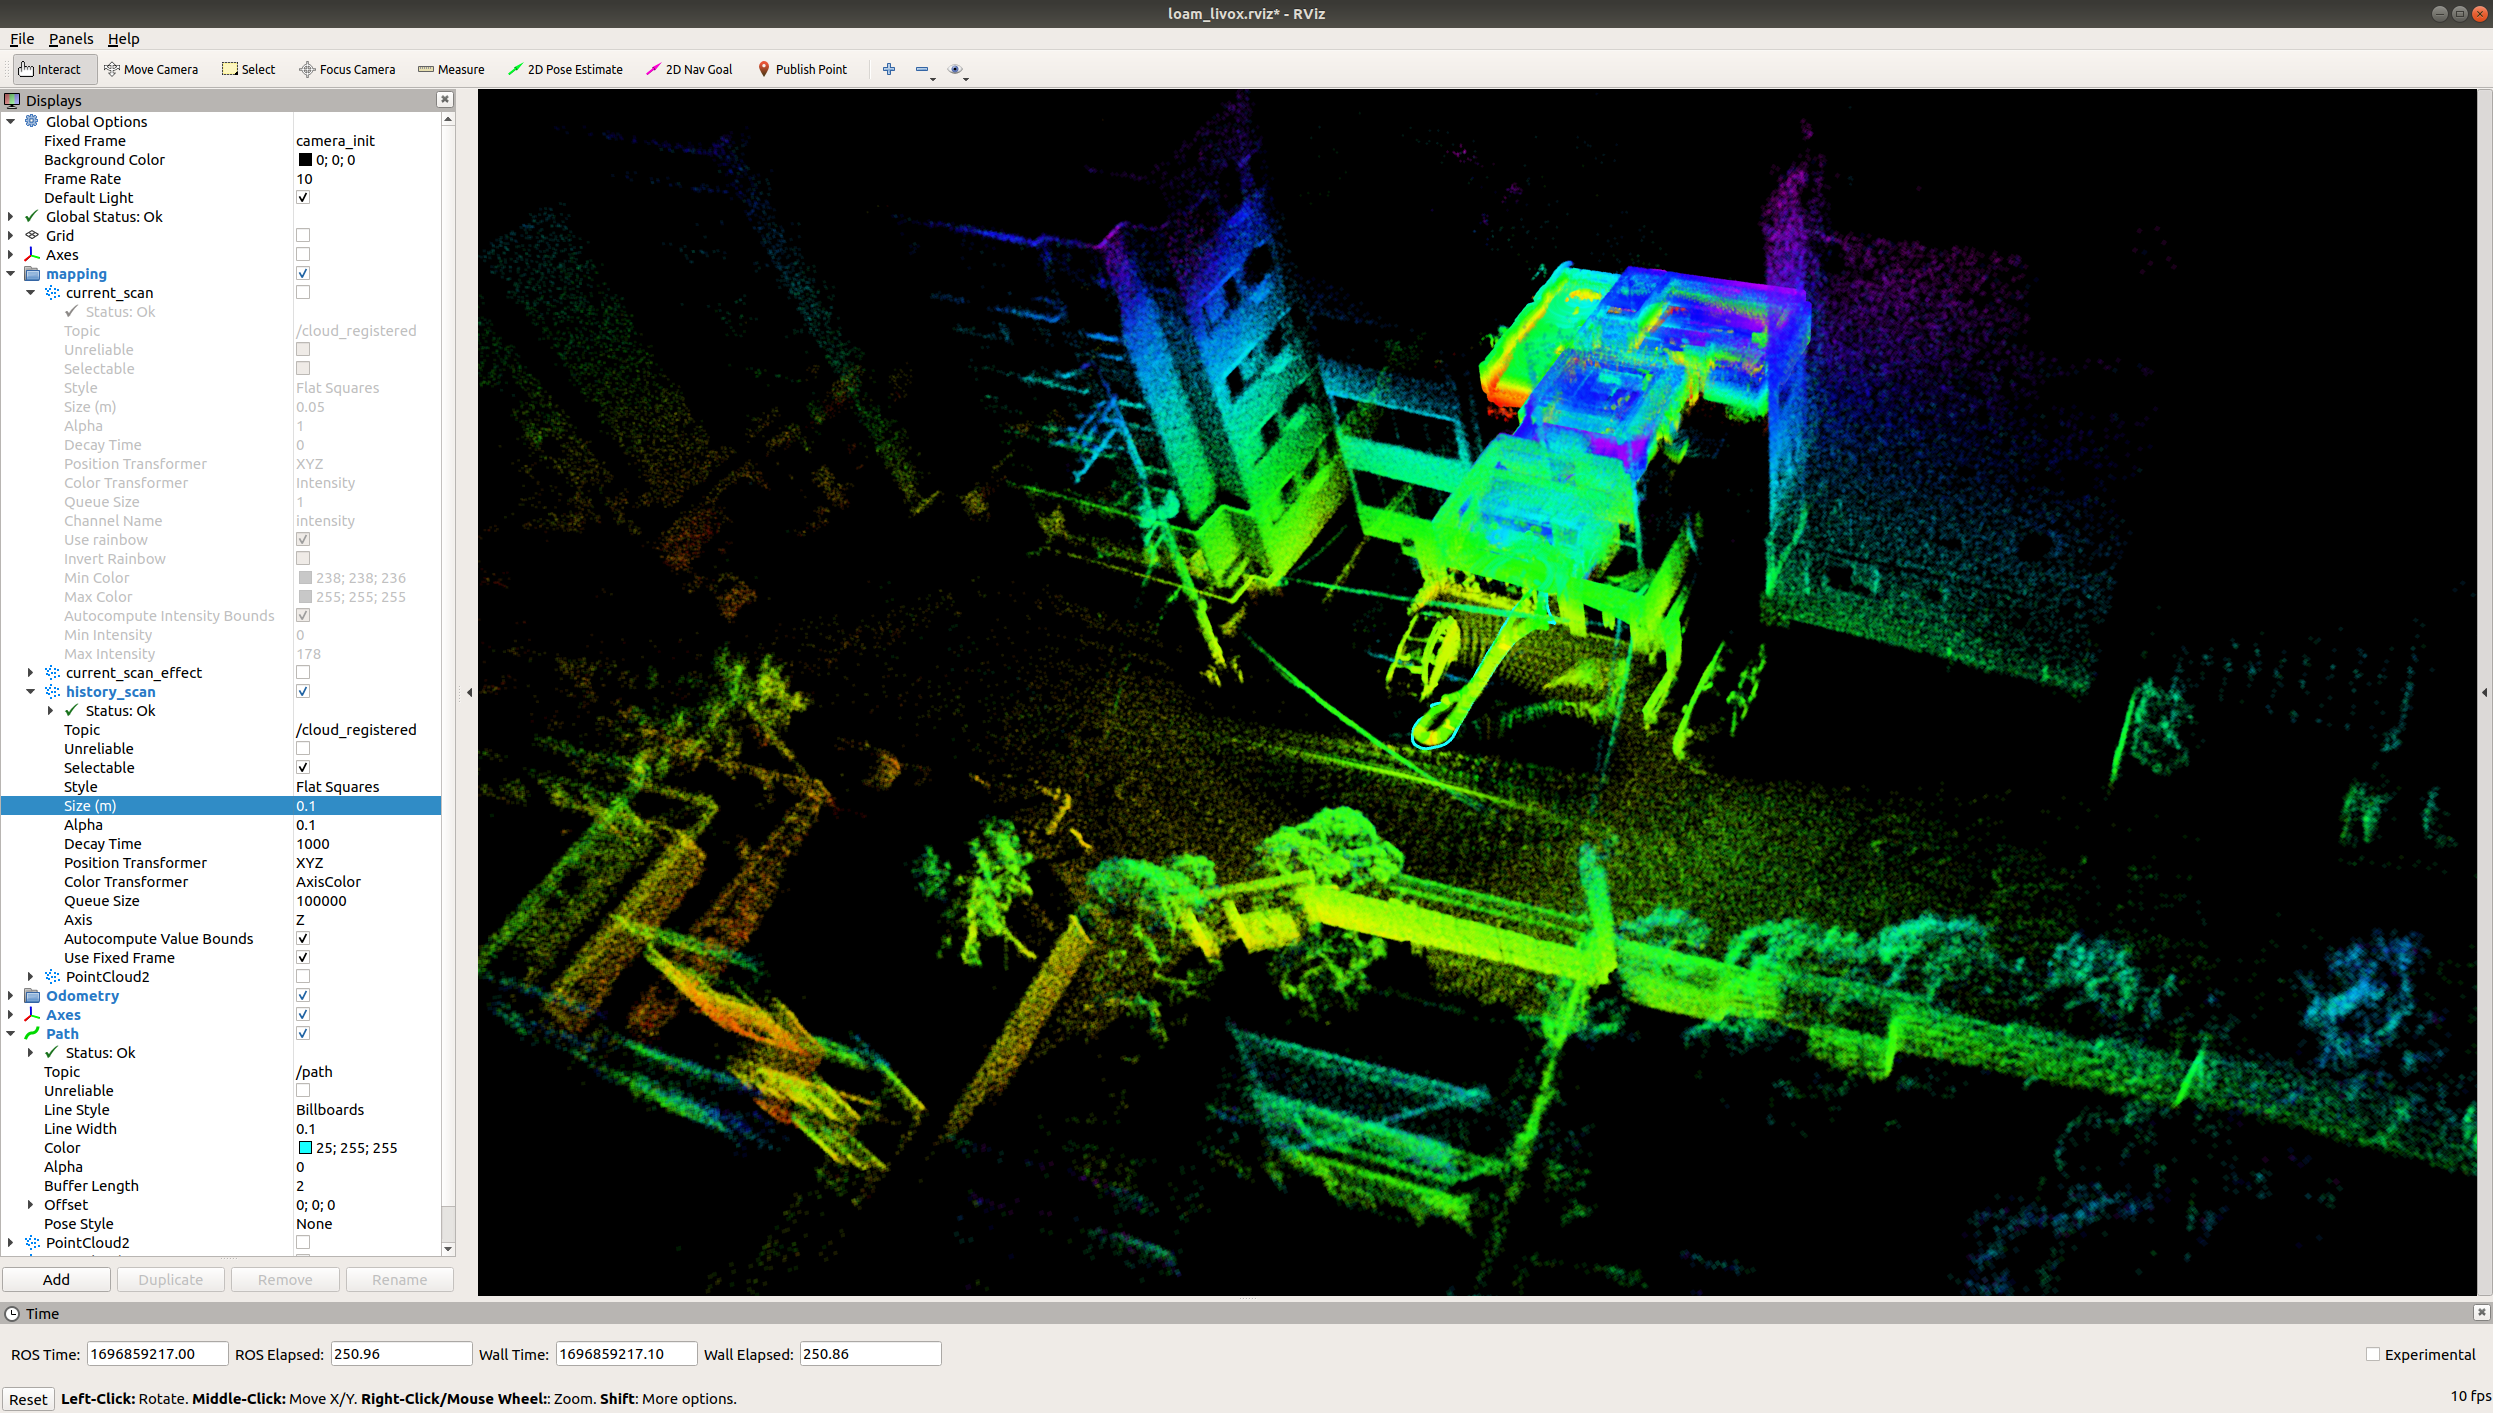 loam_livox.rviz* - RViz
File Panels Help
Interact Move Camera Select Focus Camera Measure 2D Pose Estimate 2D Nav Goal Publish Point
Displays
Global Options
Fixed Frame camera_init
Background Color 0; 0; 0
Frame Rate 10
Default Light
Global Status: Ok
Grid
Axes
mapping
current_scan
Status: Ok
Topic /cloud_registered
Unreliable
Selectable
Style Flat Squares
Size (m) 0.05
Alpha 1
Decay Time 0
Position Transformer XYZ
Color Transformer Intensity
Queue Size 1
Channel Name intensity
Use rainbow
Invert Rainbow
Min Color 238; 238; 236
Max Color 255; 255; 255
Autocompute Intensity Bounds
Min Intensity 0
Max Intensity 178
current_scan_effect
history_scan
Status: Ok
Topic /cloud_registered
Unreliable
Selectable
Style Flat Squares
Size (m) 0.1
Alpha 0.1
Decay Time 1000
Position Transformer XYZ
Color Transformer AxisColor
Queue Size 100000
Axis Z
Autocompute Value Bounds
Use Fixed Frame
PointCloud2
Odometry
Axes
Path
Status: Ok
Topic /path
Unreliable
Line Style Billboards
Line Width 0.1
Color 25; 255; 255
Alpha 0
Buffer Length 2
Offset 0; 0; 0
Pose Style None
PointCloud2
Add Duplicate Remove Rename
Time
ROS Time: 1696859217.00 ROS Elapsed: 250.96 Wall Time: 1696859217.10 Wall Elapsed: 250.86 Experimental
Reset Left-Click: Rotate. Middle-Click: Move X/Y. Right-Click/Mouse Wheel:: Zoom. Shift: More options. 10 fps